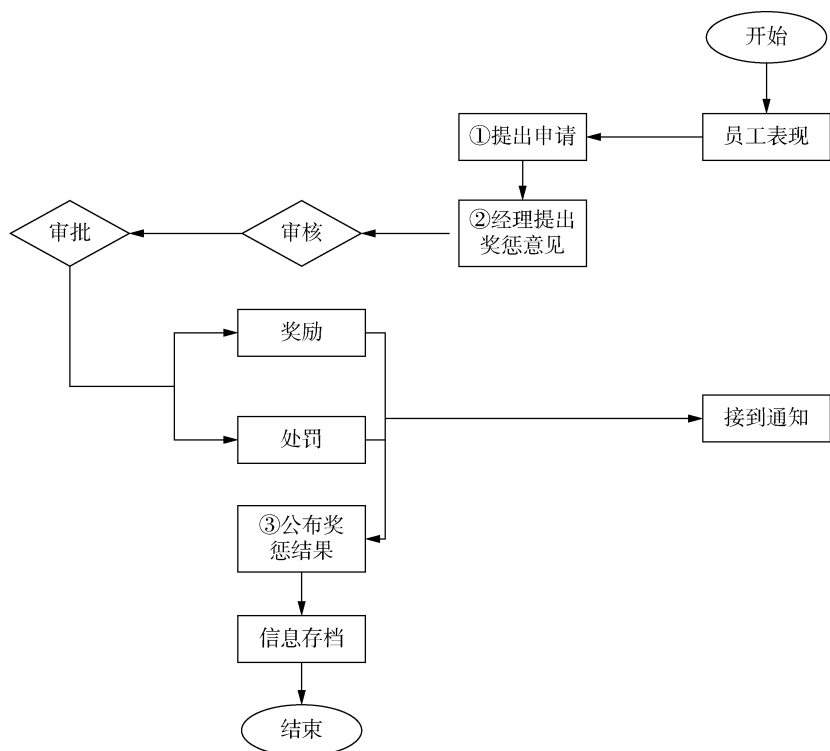 开始
员工表现
①提出申请
②经理提出
奖惩意见
审核
审批
奖励
处罚
接到通知
③公布奖
惩结果
信息存档
结束